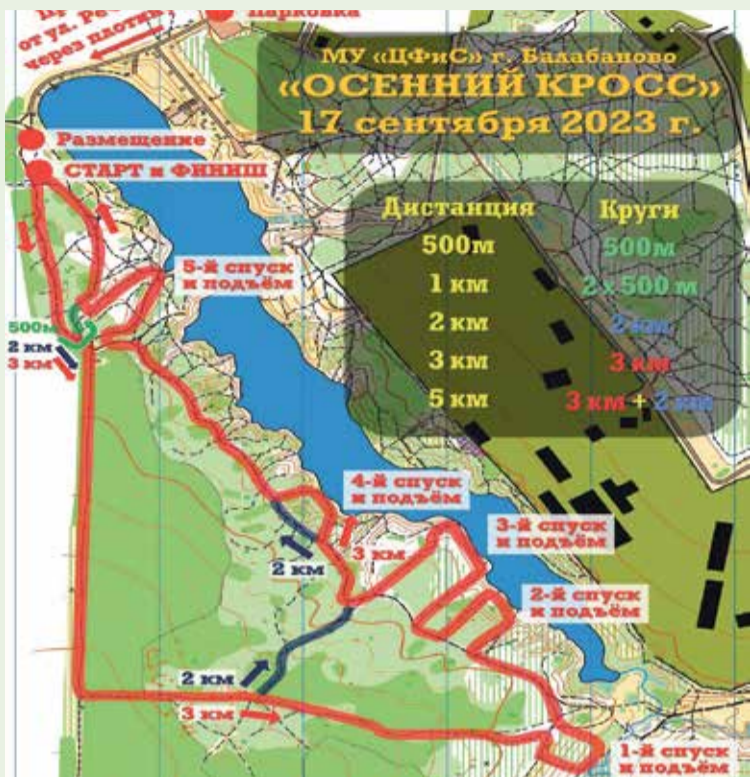 Парковка
от ул.
через
МУ «ЦФиС» г. Балабаново
«ОСЕННИЙ КРОСС»
17 сентября 2023 г.
Размещение
СТАРТ и ФИНИШ
Дистанция Круги
500м 500м
1 км 2 x 500 м
2 км 2 км
3 км 3 км
5 км 3 км + 2 км
5-й спуск
и подъём
500м
2 км
3 км
4-й спуск
и подъём
3 км
3-й спуск
и подъём
2 км
2-й спуск
и подъём
2 км
3 км
1-й спуск
и подъём